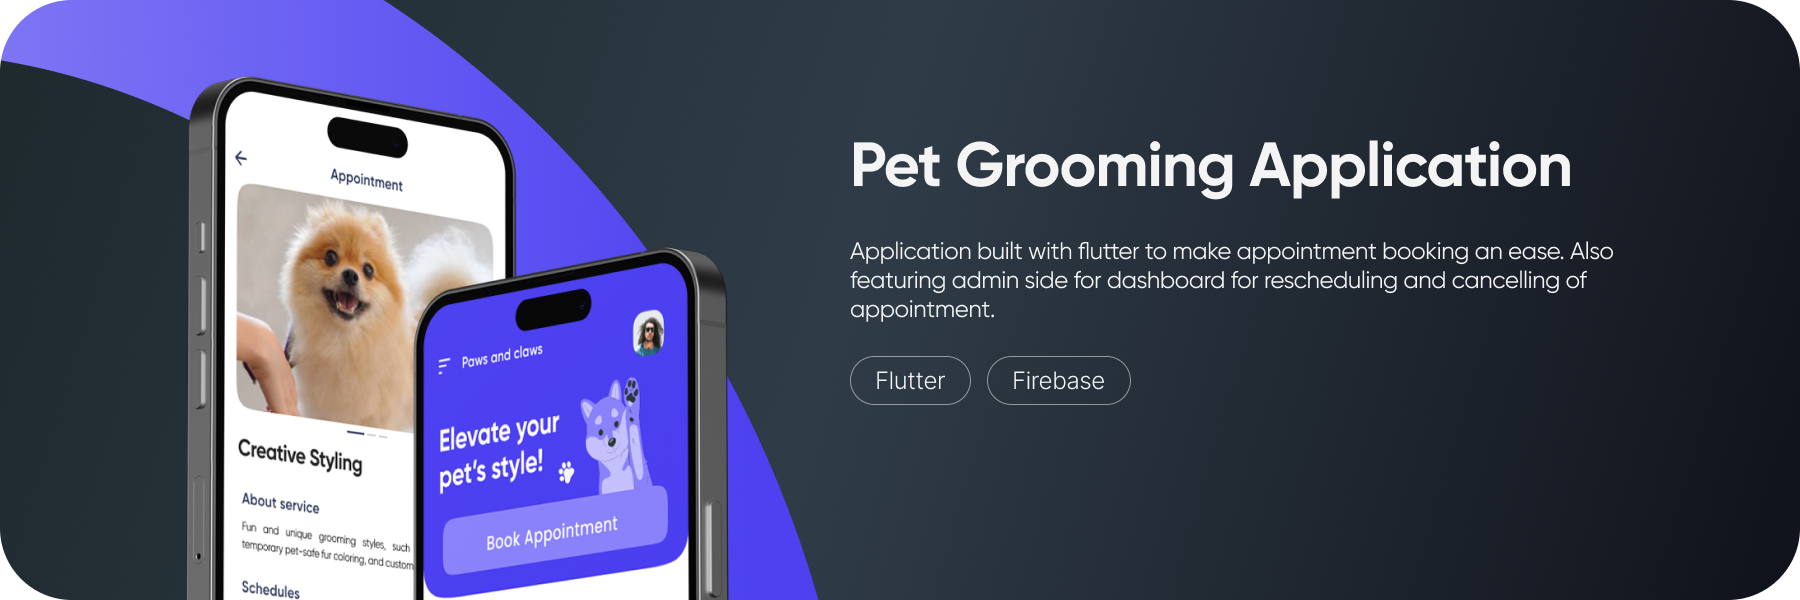 Appointment
Creative Styling
About service
Fun and unique grooming styles, such
temporary pet-safe fur coloring, and custom
Schedules
Paws and claws
Elevate your
pet's style!
Book Appointment
Pet Grooming Application
Application built with flutter to make appointment booking an ease. Also
featuring admin side for dashboard for rescheduling and cancelling of
appointment.
Flutter
Firebase